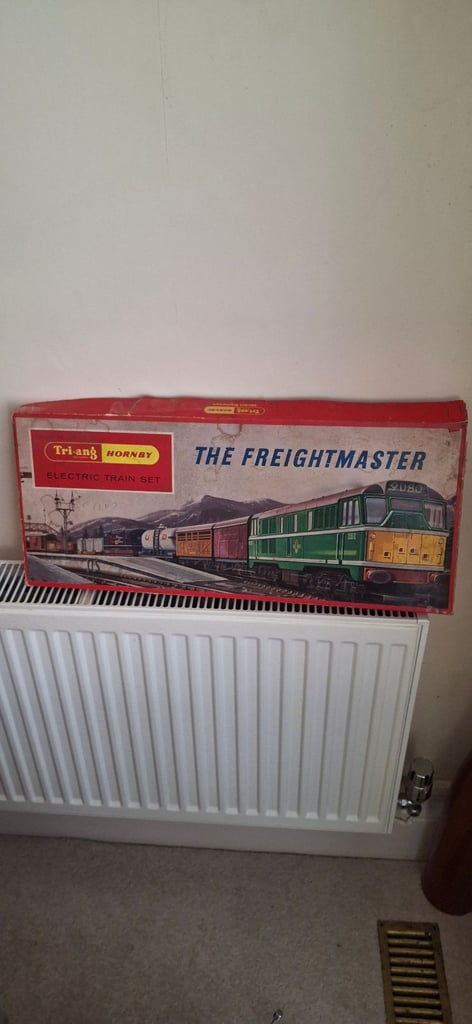 Tri-ang HORNBY
ELECTRIC TRAIN SET
THE FREIGHTMASTER